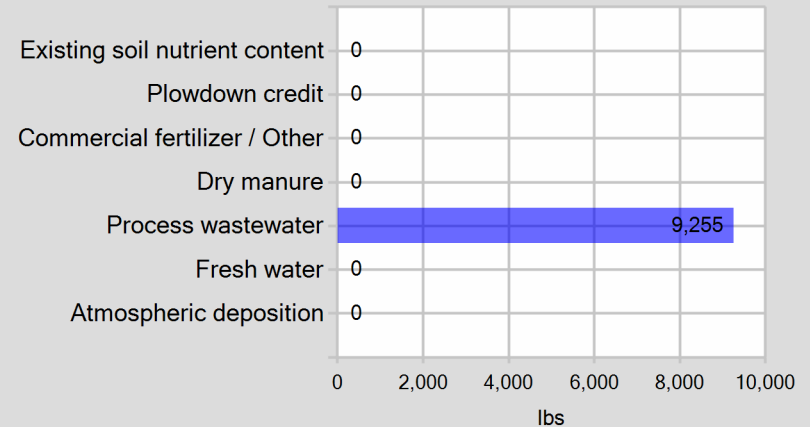 Existing soil nutrient content 0
Plowdown credit 0
Commercial fertilizer / Other 0
Dry manure 0
Process wastewater 9,255
Fresh water 0
Atmospheric deposition 0
0 2,000 4,000 6,000 8,000 10,000
lbs